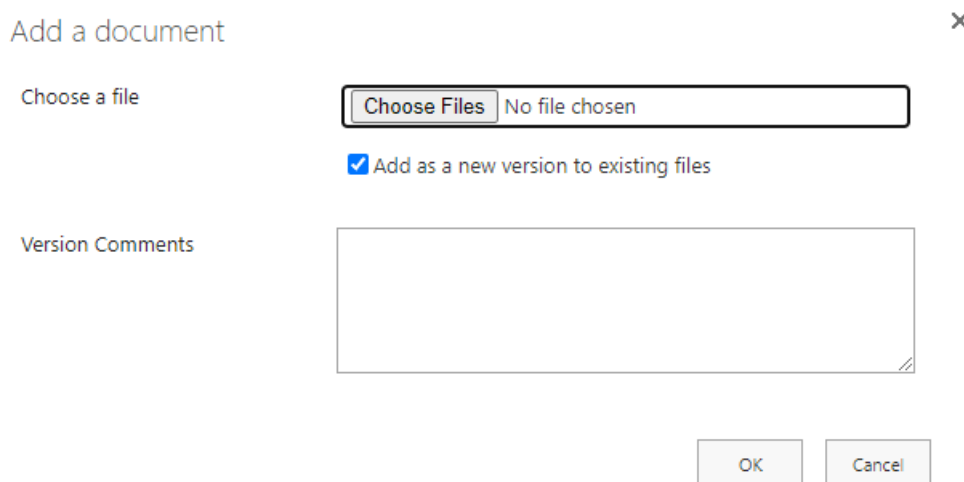 Add a document
Choose a file
Choose Files No file chosen
Add as a new version to existing files
Version Comments
OK Cancel